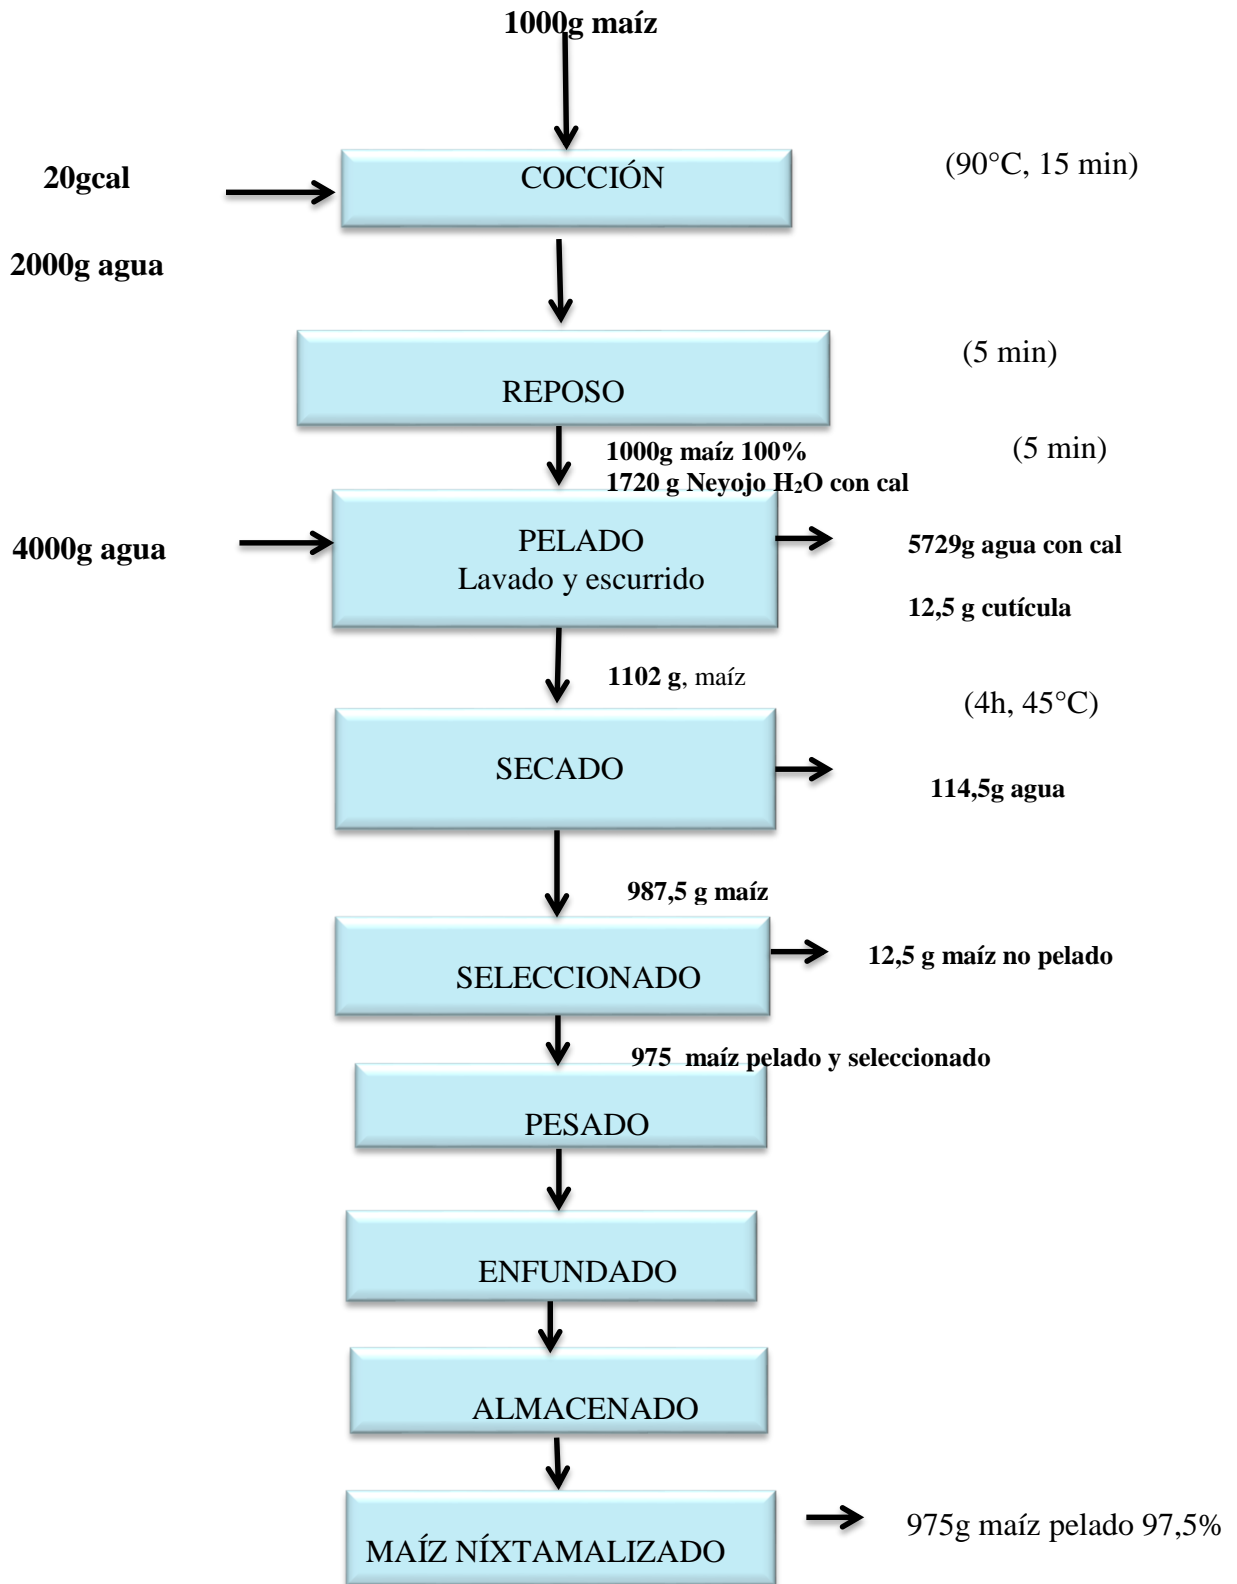 1000g maíz
20gcal
COCCIÓN
(90°C, 15 min)
2000g agua
REPOSO
(5 min)
1000g maíz 100%
(5 min)
1720 g Neyojo H₂O con cal
4000g agua
PELADO
Lavado y escurrido
5729g agua con cal
12,5 g cutícula
1102 g, maíz
(4h, 45°C)
SECADO
114,5g agua
987,5 g maíz
SELECCIONADO
12,5 g maíz no pelado
975 maíz pelado y seleccionado
PESADO
ENFUNDADO
ALMACENADO
MAÍZ NÍXTAMALIZADO
975g maíz pelado 97,5%